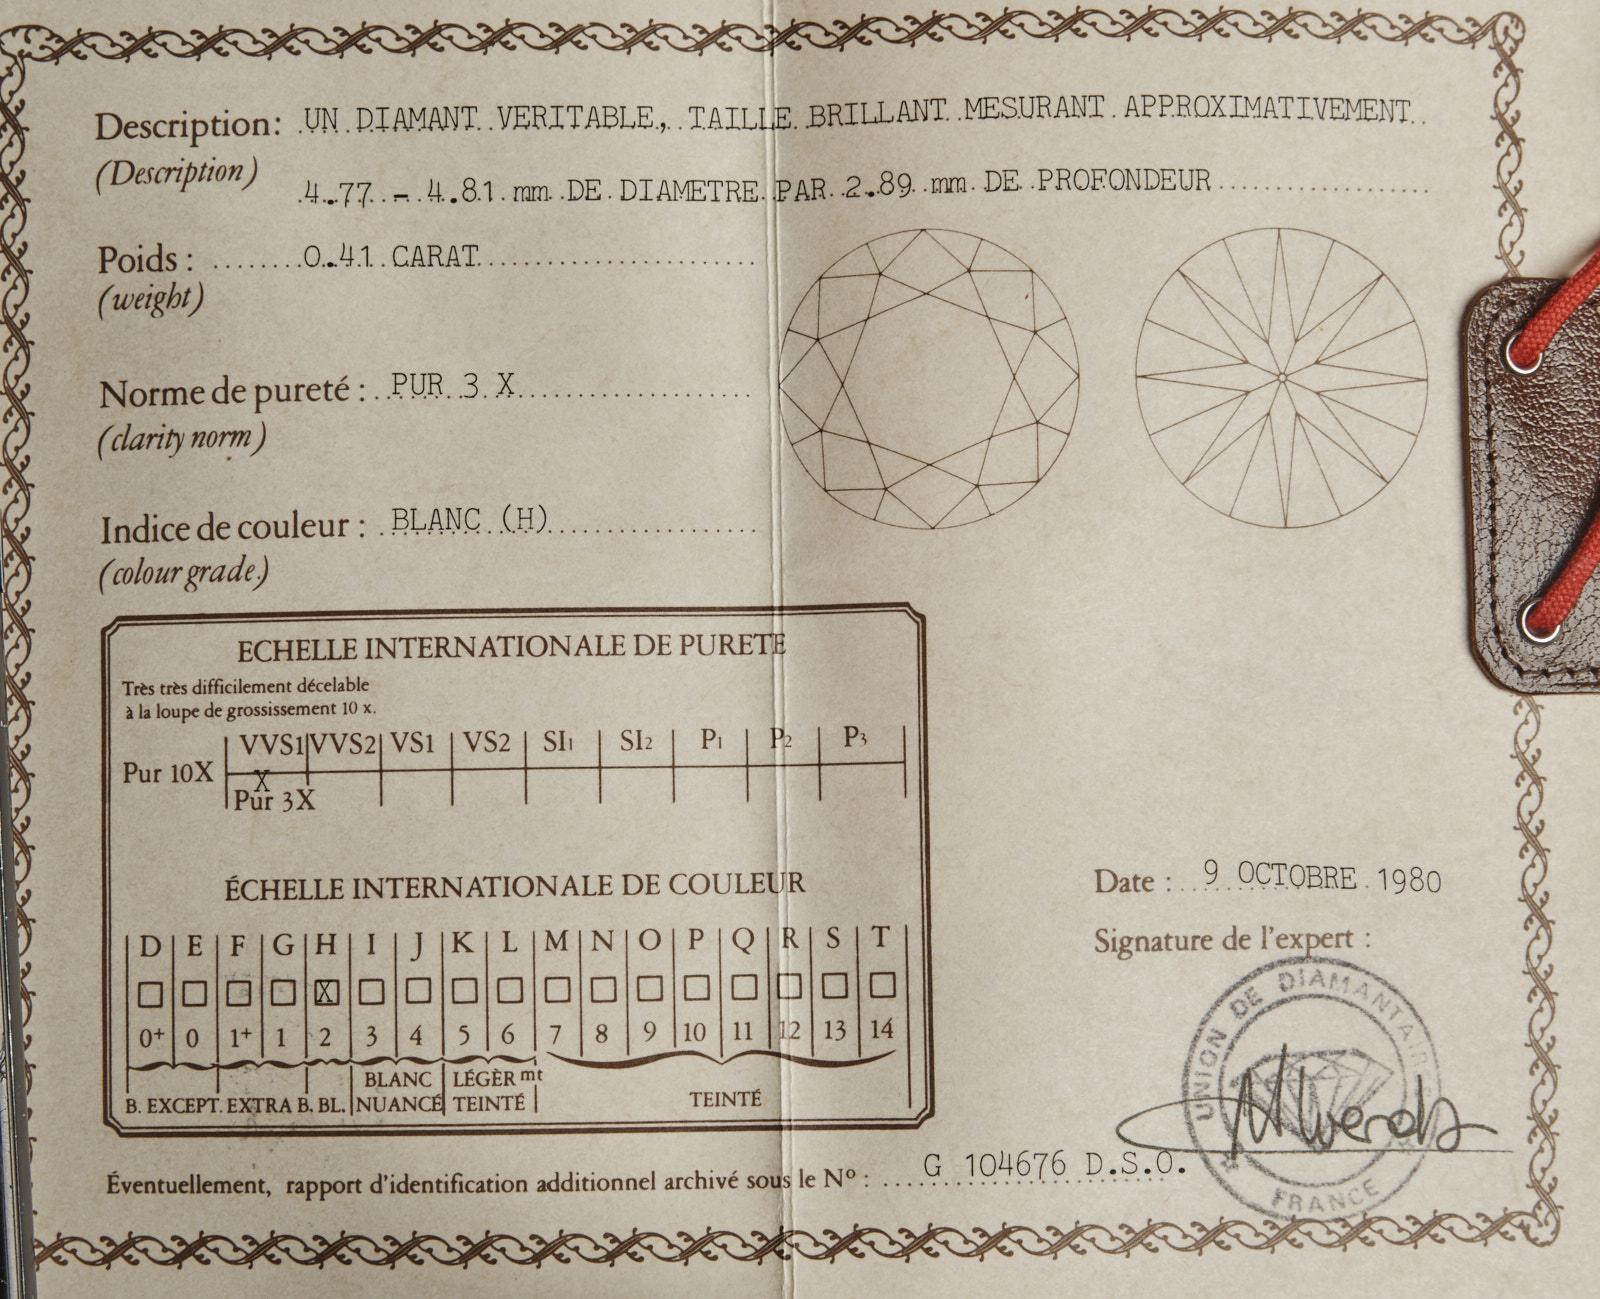 Description: UN DIAMANT VERITABLE, TAILLE BRILLANT MESURANT APPROXIMATIVEMENT
(Description)
4.77 - 4.81 mm DE DIAMETRE PAR 2.89 mm DE PROFONDEUR
Poids : 0.41 CARAT
(weight)
Norme de pureté : PUR 3 X
(clarity norm)
Indice de couleur : BLANC (H)
(colour grade.)
ECHELLE INTERNATIONALE DE PURETE
Très très difficilement décelable
à la loupe de grossissement 10 x.
VVS1 VVS2 VS1 VS2 SI1 SI2 P1 P2 P3
Pur 10X
X
Pur 3X
ÉCHELLE INTERNATIONALE DE COULEUR
D E F G H I J K L M N O P Q R S T
X
0+ 0 1+ 1 2 3 4 5 6 7 8 9 10 11 12 13 14
B. EXCEPT. EXTRA B. BL. BLANC NUANCÉ LÉGÈR mt TEINTÉ TEINTÉ
Date : 9 OCTOBRE 1980
Signature de l'expert :
UNION DE DIAMANTAIRE
FRANCE
Éventuellement, rapport d'identification additionnel archivé sous le Nº : G 104676 D.S.O.